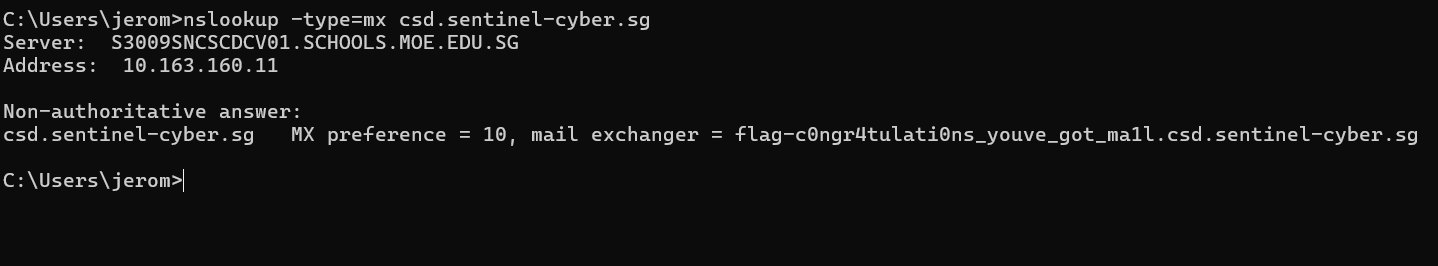 C:\Users\jerom>nslookup -type=mx csd.sentinel-cyber.sg
Server:  S3009SNCSCDCV01.SCHOOLS.MOE.EDU.SG
Address:  10.163.160.11

Non-authoritative answer:
csd.sentinel-cyber.sg   MX preference = 10, mail exchanger = flag-c0ngr4tulati0ns_youve_got_ma1l.csd.sentinel-cyber.sg

C:\Users\jerom>